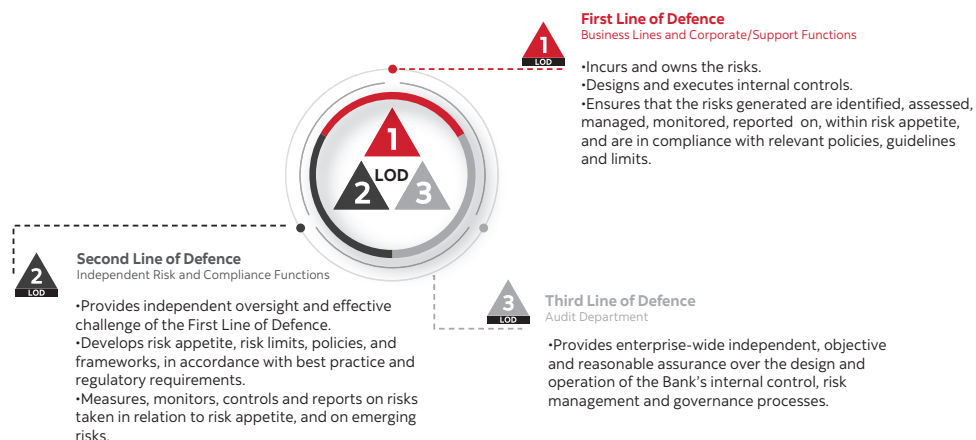 First Line of Defence
Business Lines and Corporate/Support Functions
1
LOD
•Incurs and owns the risks.
•Designs and executes internal controls.
•Ensures that the risks generated are identified, assessed,
managed, monitored, reported  on, within risk appetite,
and are in compliance with relevant policies, guidelines
and limits.
1
LOD
2
3
2
LOD
Second Line of Defence
Independent Risk and Compliance Functions
•Provides independent oversight and effective
challenge of the First Line of Defence.
•Develops risk appetite, risk limits, policies, and
frameworks, in accordance with best practice and
regulatory requirements.
•Measures, monitors, controls and reports on risks
taken in relation to risk appetite, and on emerging
risks.
3
LOD
Third Line of Defence
Audit Department
•Provides enterprise-wide independent, objective
and reasonable assurance over the design and
operation of the Bank's internal control, risk
management and governance processes.